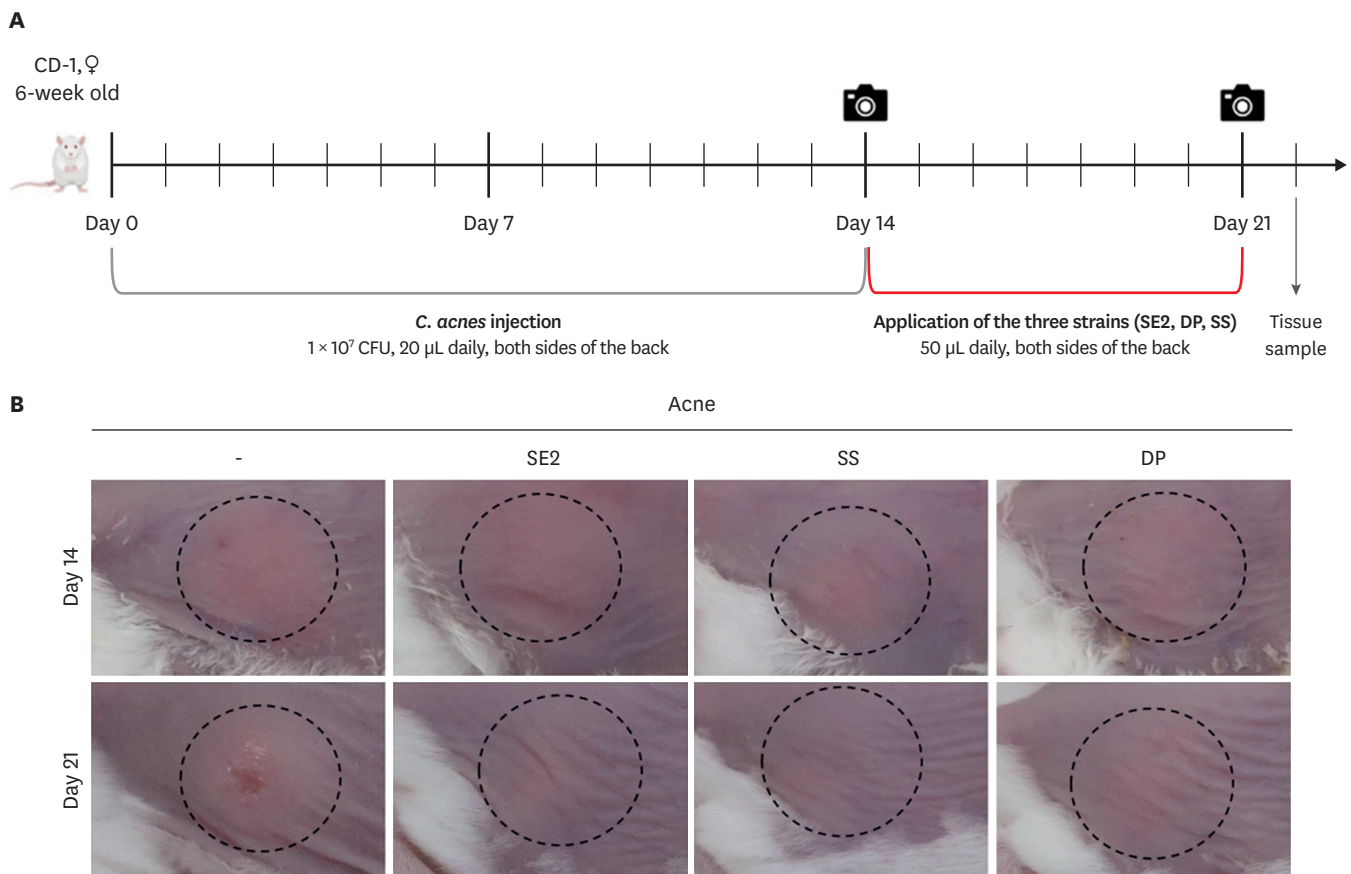 A
CD-1, ♀
6-week old
Day 0
Day 7
Day 14
Day 21
C. acnes injection
1 × 10⁷ CFU, 20 µL daily, both sides of the back
Application of the three strains (SE2, DP, SS)
50 µL daily, both sides of the back
Tissue
sample
B
Acne
-
SE2
SS
DP
Day 14
Day 21